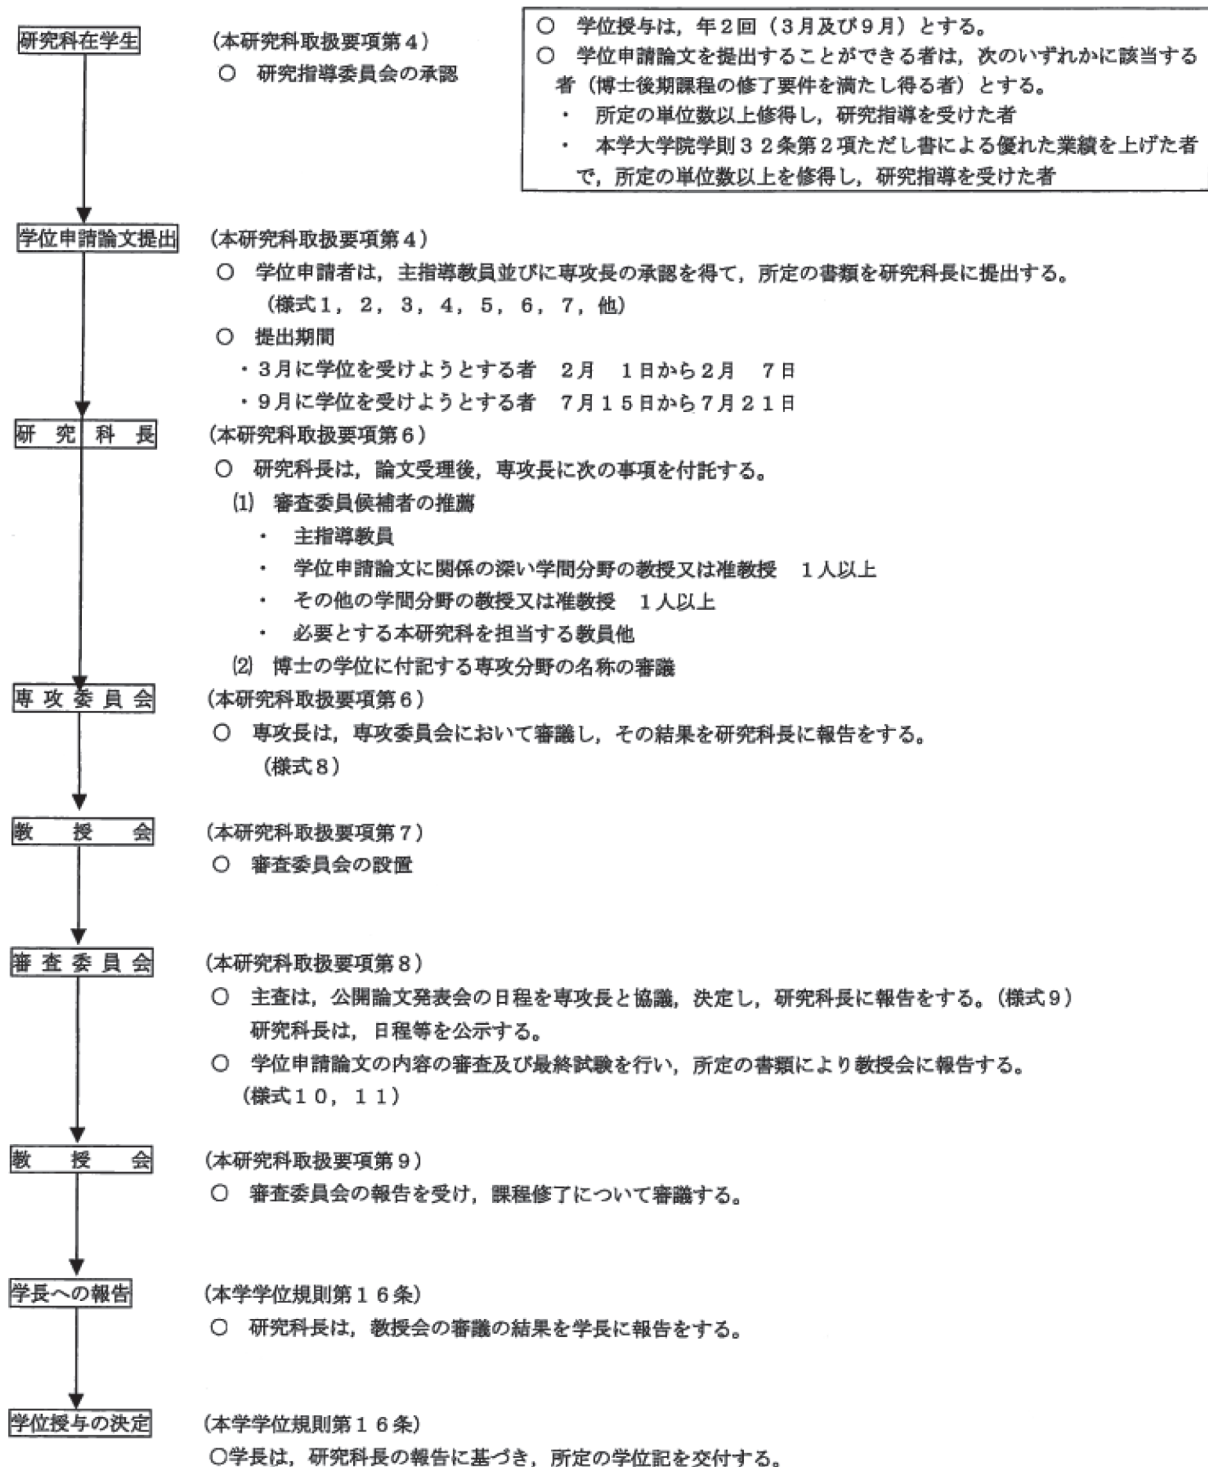 研究科在学生
(本研究科取扱要項第４)
○　研究指導委員会の承認
○　学位授与は，年２回（３月及び９月）とする。
○　学位申請論文を提出することができる者は，次のいずれかに該当する
者（博士後期課程の修了要件を満たし得る者）とする。
・　所定の単位数以上修得し，研究指導を受けた者
・　本学大学院学則３２条第２項ただし書による優れた業績を上げた者
で，所定の単位数以上を修得し，研究指導を受けた者
学位申請論文提出
(本研究科取扱要項第４)
○　学位申請者は，主指導教員並びに専攻長の承認を得て，所定の書類を研究科長に提出する。
（様式１，２，３，４，５，６，７，他）
○　提出期間
・３月に学位を受けようとする者　２月　１日から２月　７日
・９月に学位を受けようとする者　７月１５日から７月２１日
研　究　科　長
(本研究科取扱要項第６)
○　研究科長は，論文受理後，専攻長に次の事項を付託する。
⑴　審査委員候補者の推薦
・　主指導教員
・　学位申請論文に関係の深い学問分野の教授又は准教授　１人以上
・　その他の学問分野の教授又は准教授　１人以上
・　必要とする本研究科を担当する教員他
⑵　博士の学位に付記する専攻分野の名称の審議
専 攻 委 員 会
(本研究科取扱要項第６)
○　専攻長は，専攻委員会において審議し，その結果を研究科長に報告をする。
（様式８）
教　授　会
(本研究科取扱要項第７)
○　審査委員会の設置
審 査 委 員 会
(本研究科取扱要項第８)
○　主査は，公開論文発表会の日程を専攻長と協議，決定し，研究科長に報告をする。（様式９）
研究科長は，日程等を公示する。
○　学位申請論文の内容の審査及び最終試験を行い，所定の書類により教授会に報告する。
（様式１０，１１）
教　授　会
(本研究科取扱要項第９)
○　審査委員会の報告を受け，課程修了について審議する。
学長への報告
(本学学位規則第１６条)
○　研究科長は，教授会の審議の結果を学長に報告をする。
学位授与の決定
(本学学位規則第１６条)
○学長は，研究科長の報告に基づき，所定の学位記を交付する。